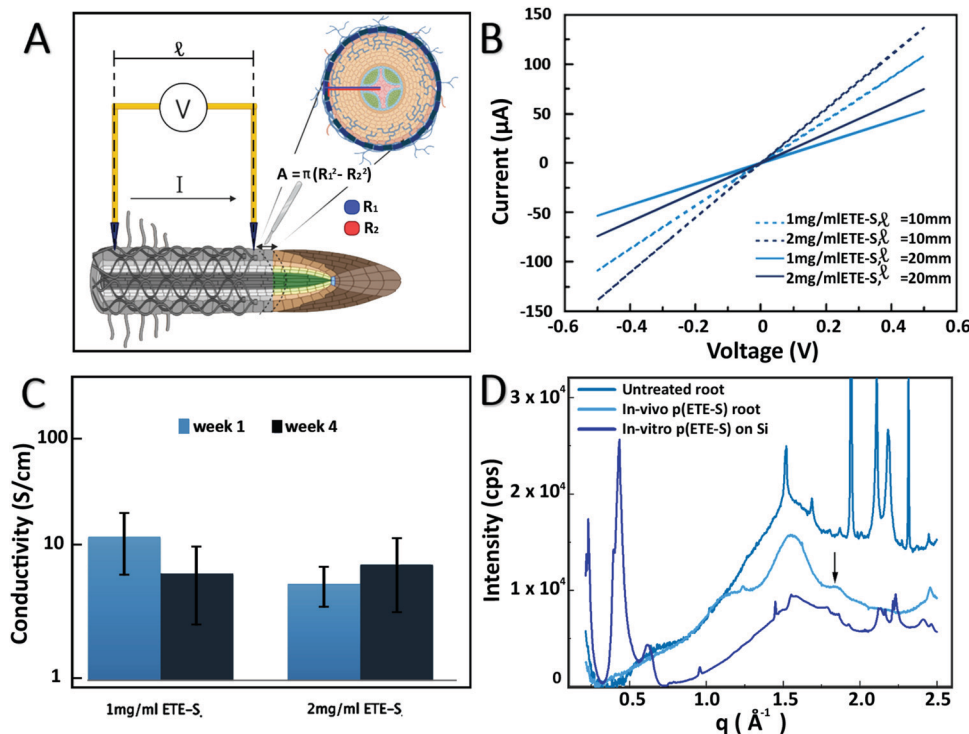 A
ℓ
V
I
A = π(R₁²- R₂²)
R₁
R₂
B
Current (µA)
150
100
50
0
-50
-100
-150
-0.6
-0.4
-0.2
0
0.2
0.4
0.6
Voltage (V)
1mg/mlETE-S,ℓ =10mm
2mg/mlETE-S,ℓ =10mm
1mg/mlETE-S,ℓ =20mm
2mg/mlETE-S,ℓ =20mm
C
Conductivity (S/cm)
100
10
1
week 1
week 4
1mg/ml ETE-S.
2mg/ml ETE-S.
D
Intensity (cps)
3 x 10⁴
2 x 10⁴
1 x 10⁴
0
Untreated root
In-vivo p(ETE-S) root
In-vitro p(ETE-S) on Si
0.5
1.0
1.5
2.0
2.5
q ( Å⁻¹)